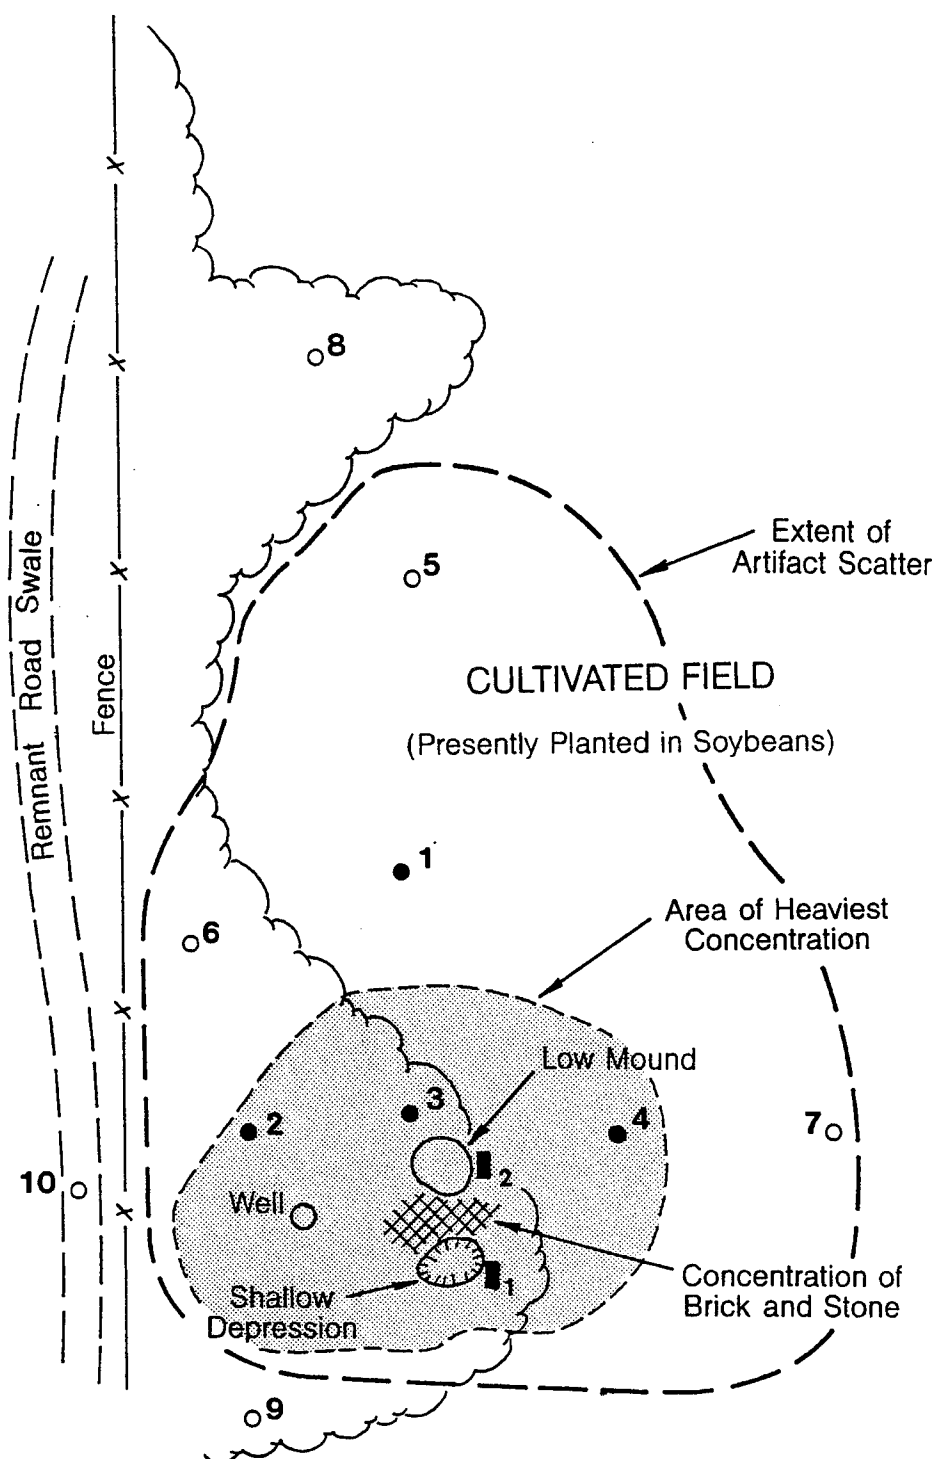 8
Extent of
Artifact Scatter
5
Remnant Road Swale
Fence
CULTIVATED FIELD
(Presently Planted in Soybeans)
1
Area of Heaviest
Concentration
6
Low Mound
3
2
4
7
2
10
Well
Concentration of
Brick and Stone
1
Shallow
Depression
9